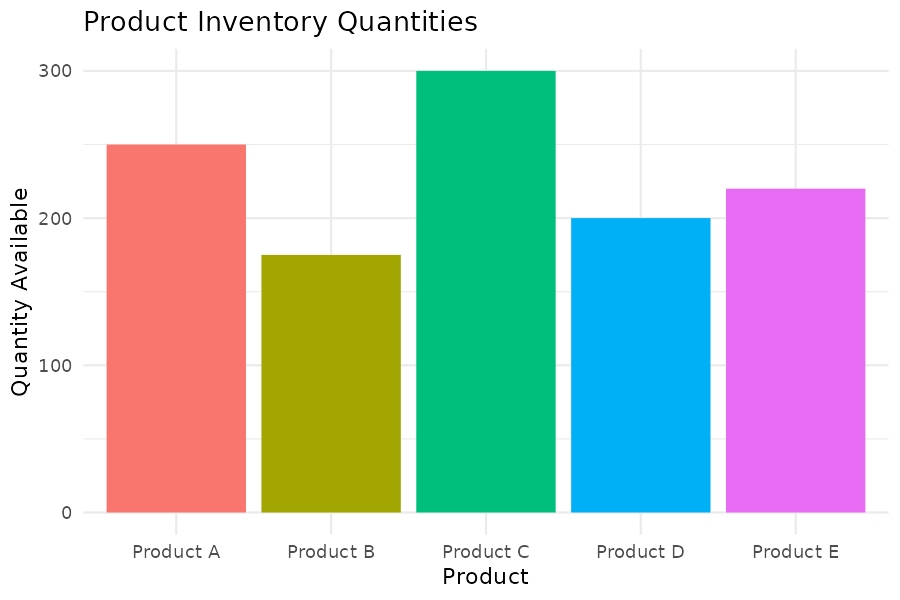 Product Inventory Quantities
Quantity Available
300
200
100
0
Product A
Product B
Product C
Product D
Product E
Product